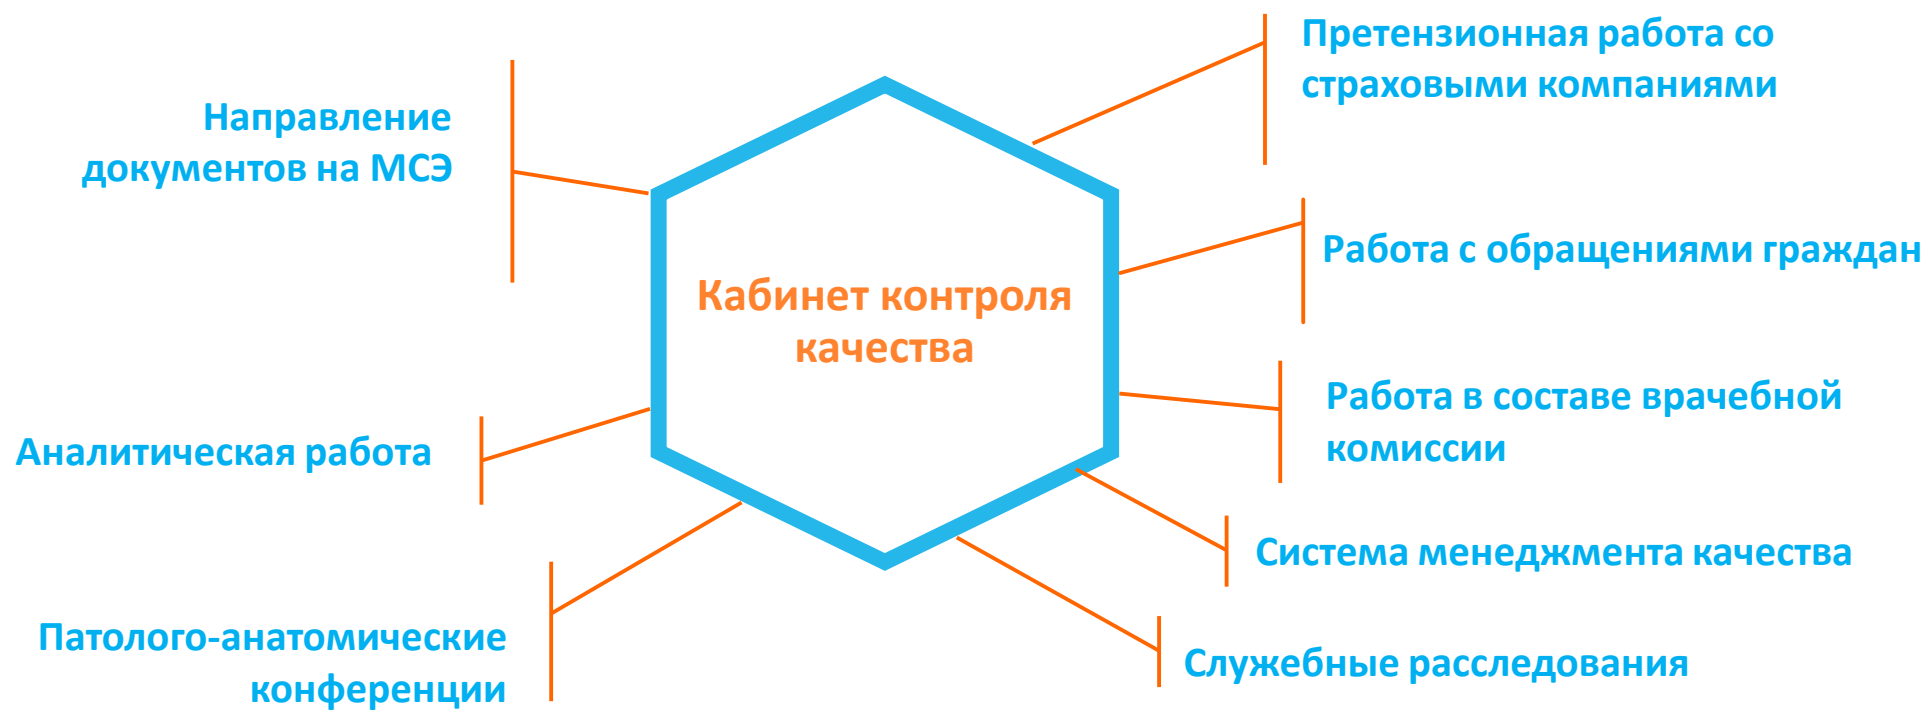 Направление
документов на МСЭ
Аналитическая работа
Патолого-анатомические
конференции
Кабинет контроля
качества
Претензионная работа со
страховыми компаниями
Работа с обращениями граждан
Работа в составе врачебной
комиссии
Система менеджмента качества
Служебные расследования